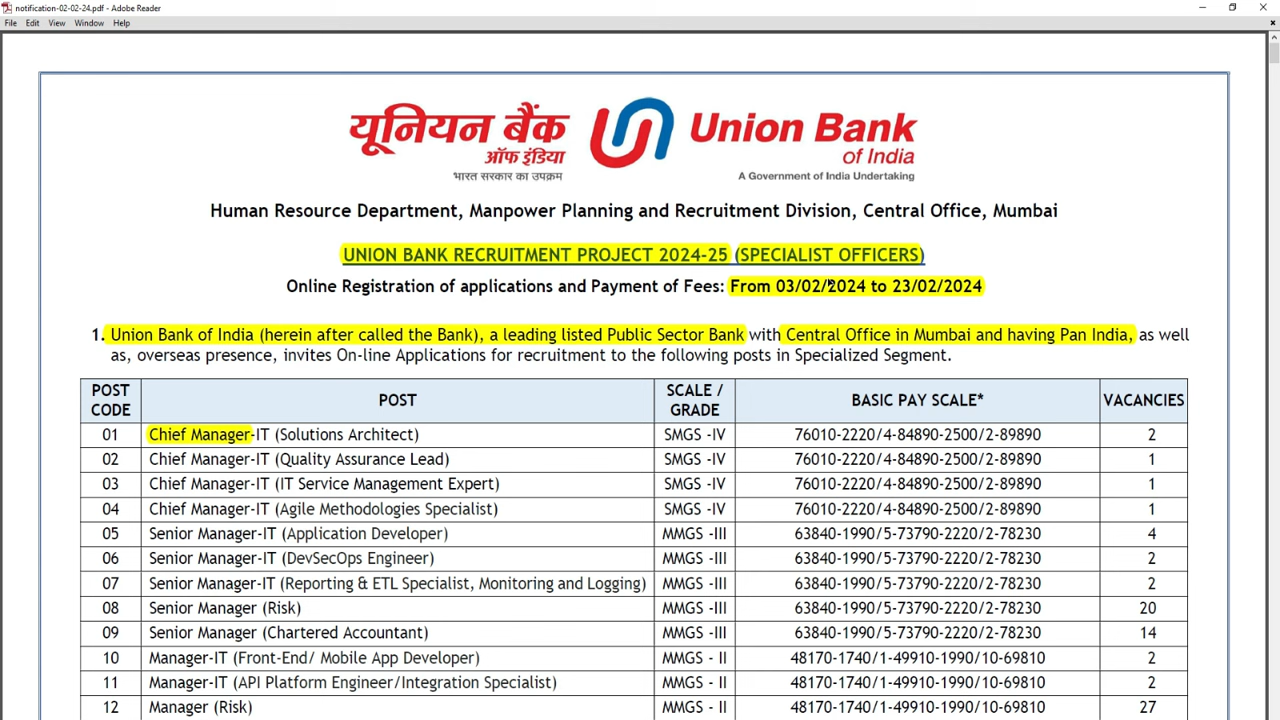 notification-02-02-24.pdf - Adobe Reader
File Edit View Window Help
यूनियन बैंक
ऑफ इंडिया
भारत सरकार का उपक्रम
Union Bank
of India
A Government of India Undertaking
Human Resource Department, Manpower Planning and Recruitment Division, Central Office, Mumbai
UNION BANK RECRUITMENT PROJECT 2024-25 (SPECIALIST OFFICERS)
Online Registration of applications and Payment of Fees: From 03/02/2024 to 23/02/2024
1. Union Bank of India (herein after called the Bank), a leading listed Public Sector Bank with Central Office in Mumbai and having Pan India, as well
as, overseas presence, invites On-line Applications for recruitment to the following posts in Specialized Segment.
POST CODE POST SCALE / GRADE BASIC PAY SCALE* VACANCIES
01 Chief Manager-IT (Solutions Architect) SMGS -IV 76010-2220/4-84890-2500/2-89890 2
02 Chief Manager-IT (Quality Assurance Lead) SMGS -IV 76010-2220/4-84890-2500/2-89890 1
03 Chief Manager-IT (IT Service Management Expert) SMGS -IV 76010-2220/4-84890-2500/2-89890 1
04 Chief Manager-IT (Agile Methodologies Specialist) SMGS -IV 76010-2220/4-84890-2500/2-89890 1
05 Senior Manager-IT (Application Developer) MMGS -III 63840-1990/5-73790-2220/2-78230 4
06 Senior Manager-IT (DevSecOps Engineer) MMGS -III 63840-1990/5-73790-2220/2-78230 2
07 Senior Manager-IT (Reporting & ETL Specialist, Monitoring and Logging) MMGS -III 63840-1990/5-73790-2220/2-78230 2
08 Senior Manager (Risk) MMGS -III 63840-1990/5-73790-2220/2-78230 20
09 Senior Manager (Chartered Accountant) MMGS -III 63840-1990/5-73790-2220/2-78230 14
10 Manager-IT (Front-End/ Mobile App Developer) MMGS - II 48170-1740/1-49910-1990/10-69810 2
11 Manager-IT (API Platform Engineer/Integration Specialist) MMGS - II 48170-1740/1-49910-1990/10-69810 2
12 Manager (Risk) MMGS - II 48170-1740/1-49910-1990/10-69810 27